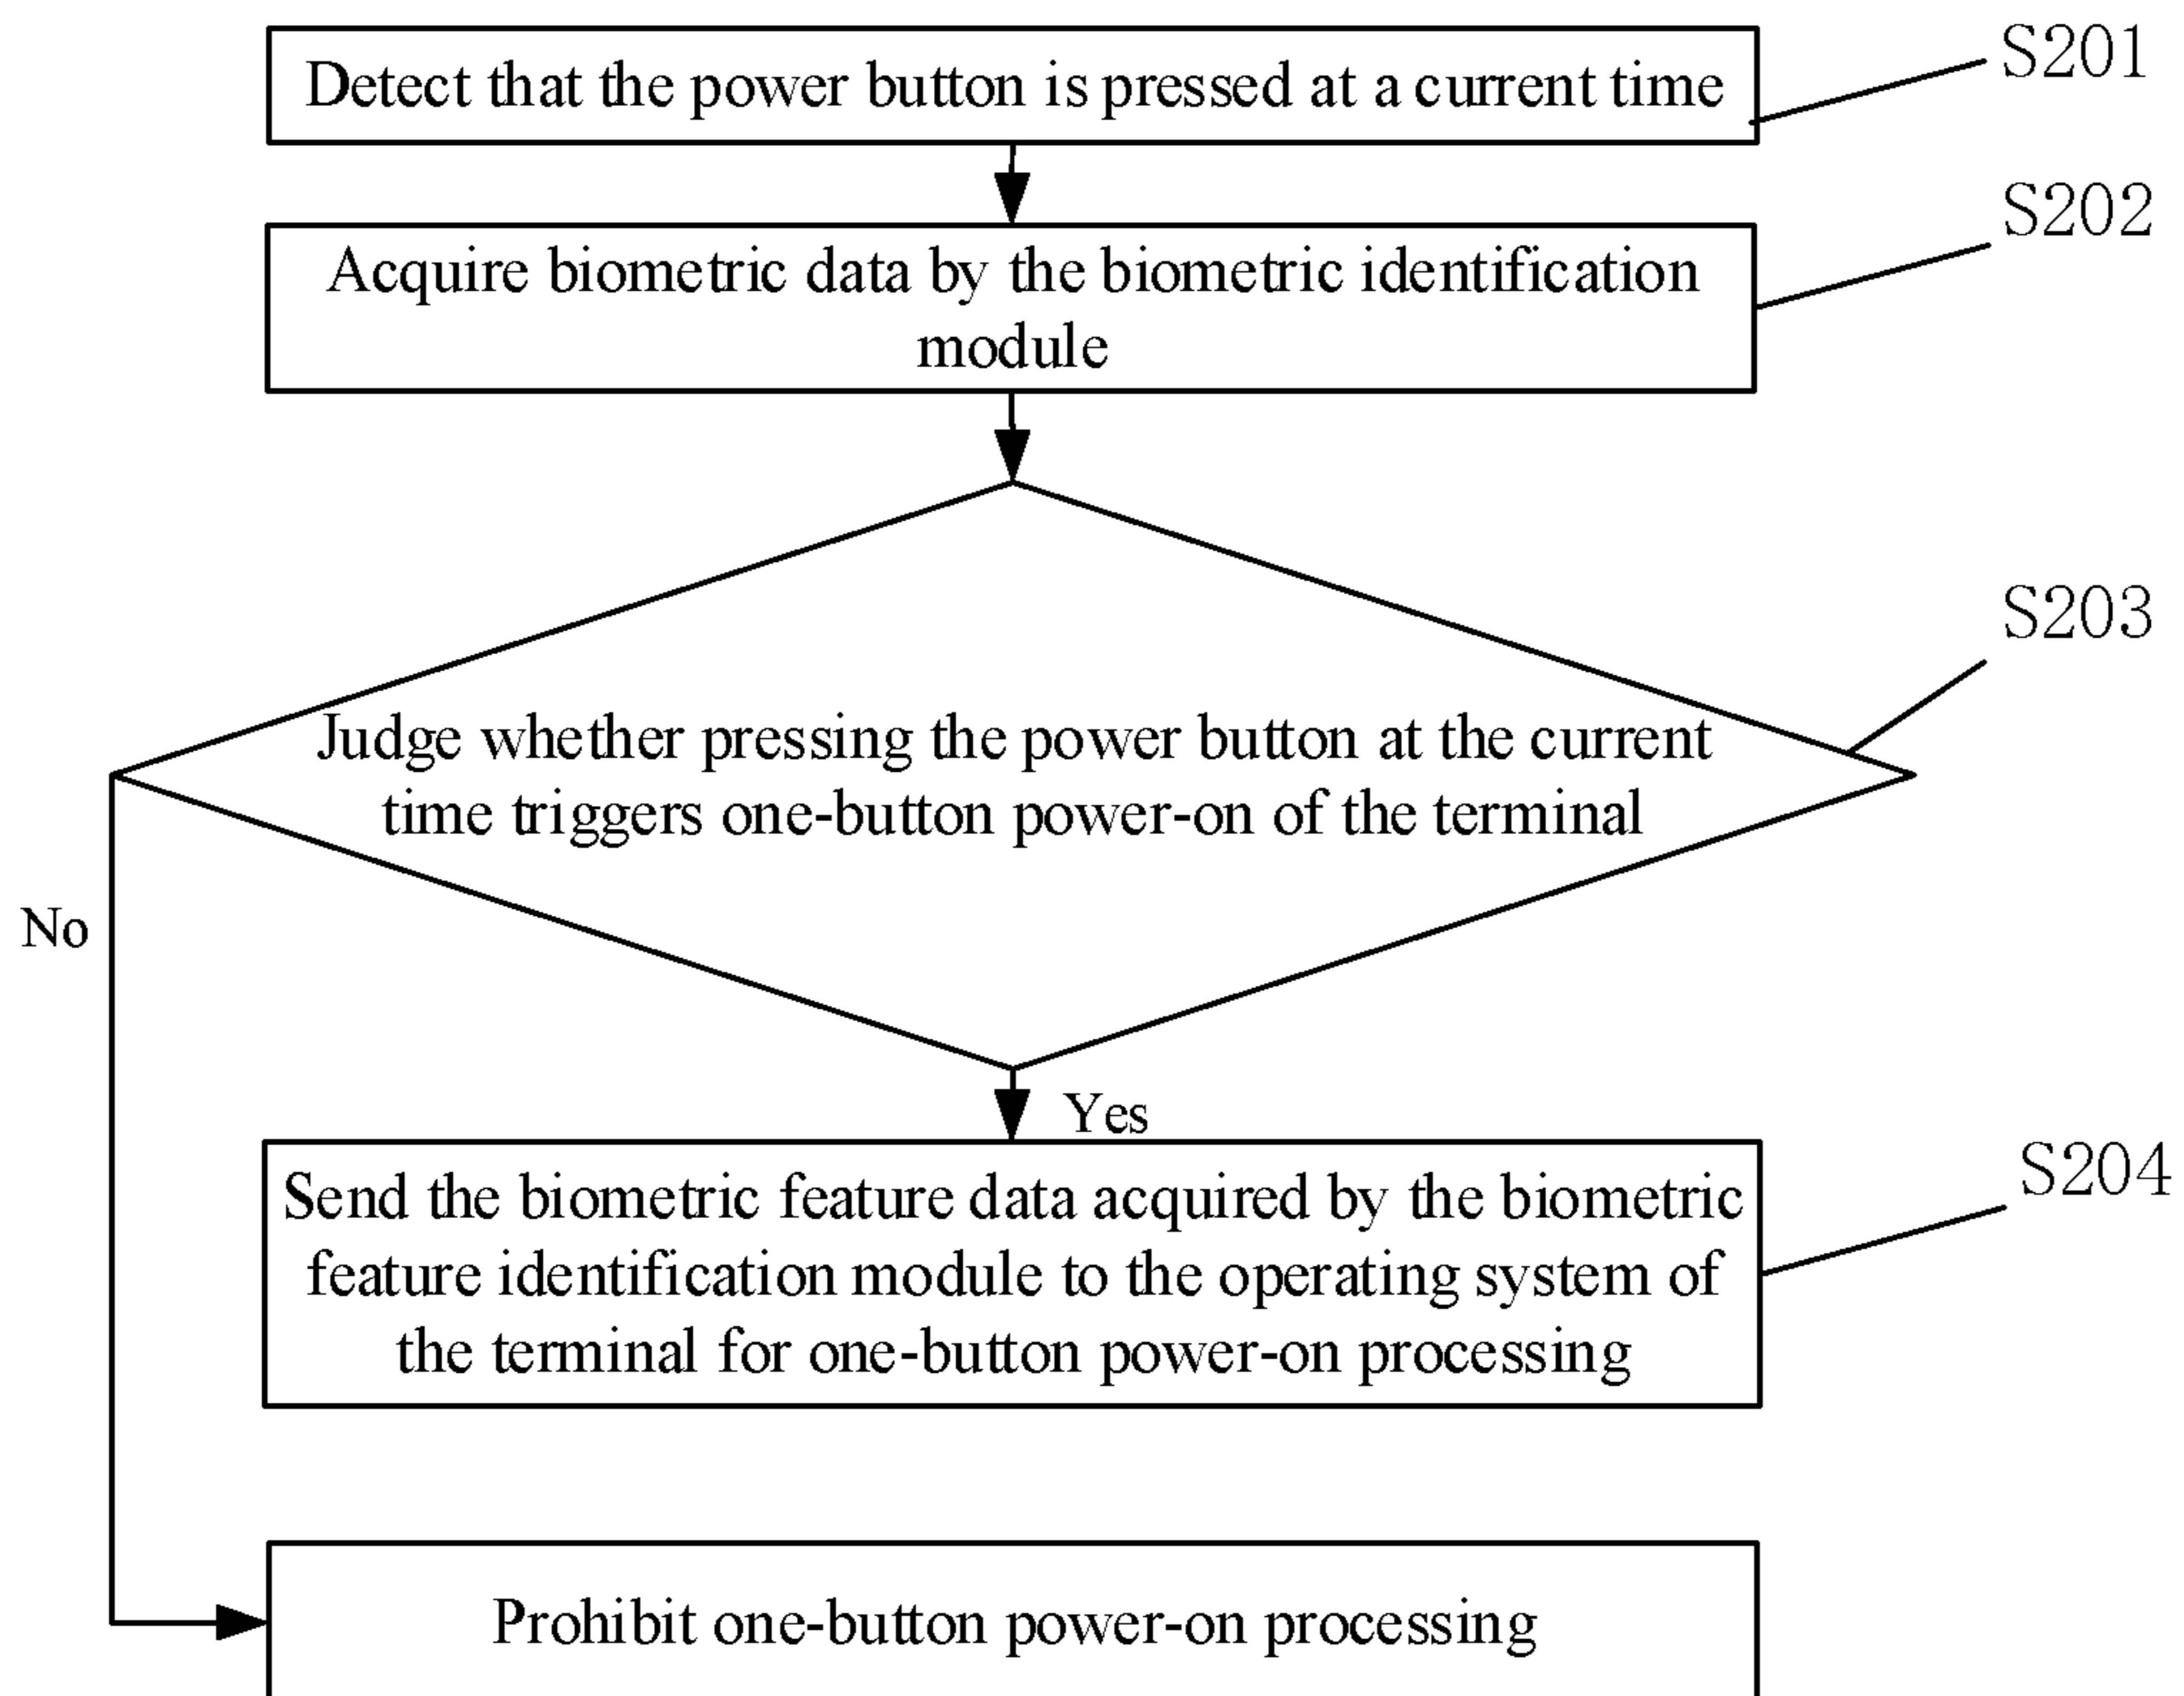 Detect that the power button is pressed at a current time
S201
Acquire biometric data by the biometric identification
module
S202
Judge whether pressing the power button at the current
time triggers one-button power-on of the terminal
S203
No
Yes
Send the biometric feature data acquired by the biometric
feature identification module to the operating system of
the terminal for one-button power-on processing
S204
Prohibit one-button power-on processing